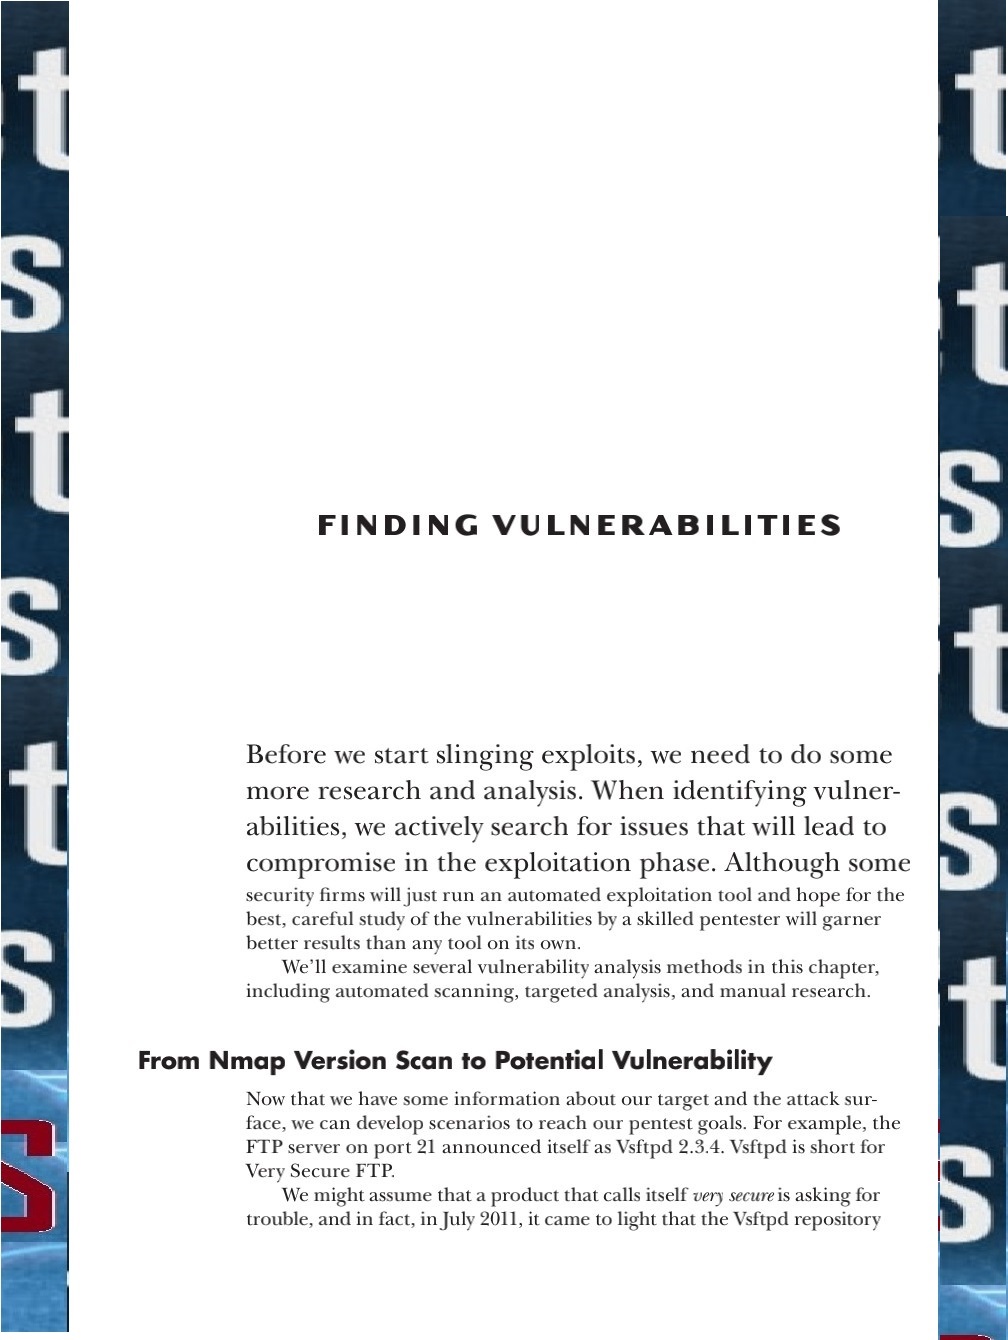 FINDING VULNERABILITIES
Before we start slinging exploits, we need to do some
more research and analysis. When identifying vulner-
abilities, we actively search for issues that will lead to
compromise in the exploitation phase. Although some
security firms will just run an automated exploitation tool and hope for the
best, careful study of the vulnerabilities by a skilled pentester will garner
better results than any tool on its own.
We’ll examine several vulnerability analysis methods in this chapter,
including automated scanning, targeted analysis, and manual research.
From Nmap Version Scan to Potential Vulnerability
Now that we have some information about our target and the attack sur-
face, we can develop scenarios to reach our pentest goals. For example, the
FTP server on port 21 announced itself as Vsftpd 2.3.4. Vsftpd is short for
Very Secure FTP.
We might assume that a product that calls itself very secure is asking for
trouble, and in fact, in July 2011, it came to light that the Vsftpd repository